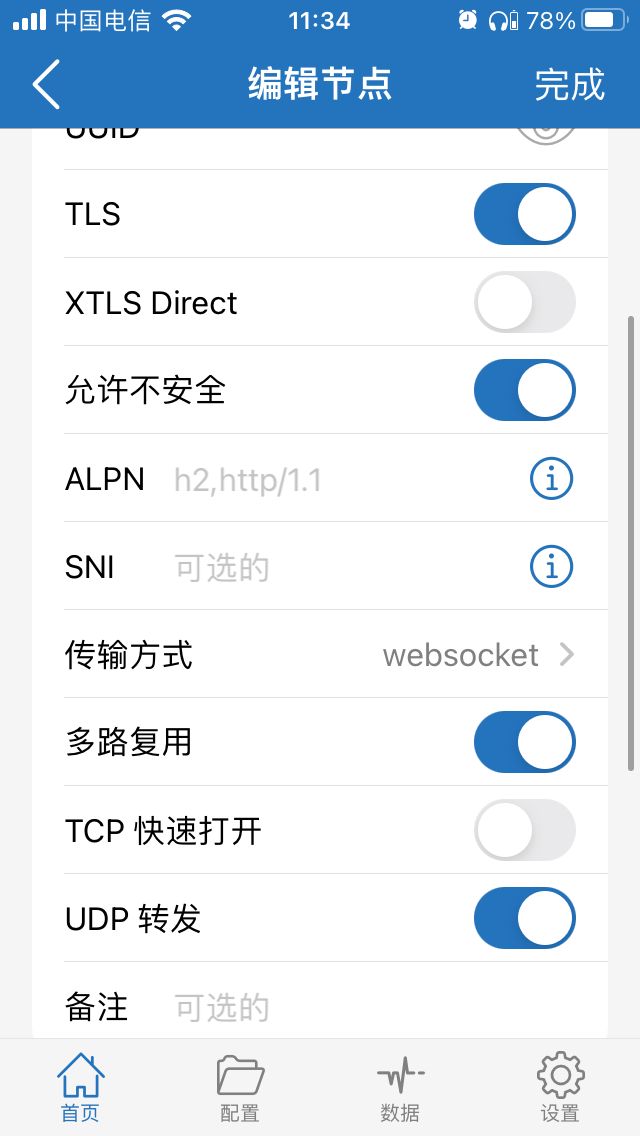 中国电信 11:34 78%
编辑节点 完成
UUID
TLS
XTLS Direct
允许不安全
ALPN h2,http/1.1
SNI 可选的
传输方式 websocket
多路复用
TCP 快速打开
UDP 转发
备注 可选的
首页 配置 数据 设置